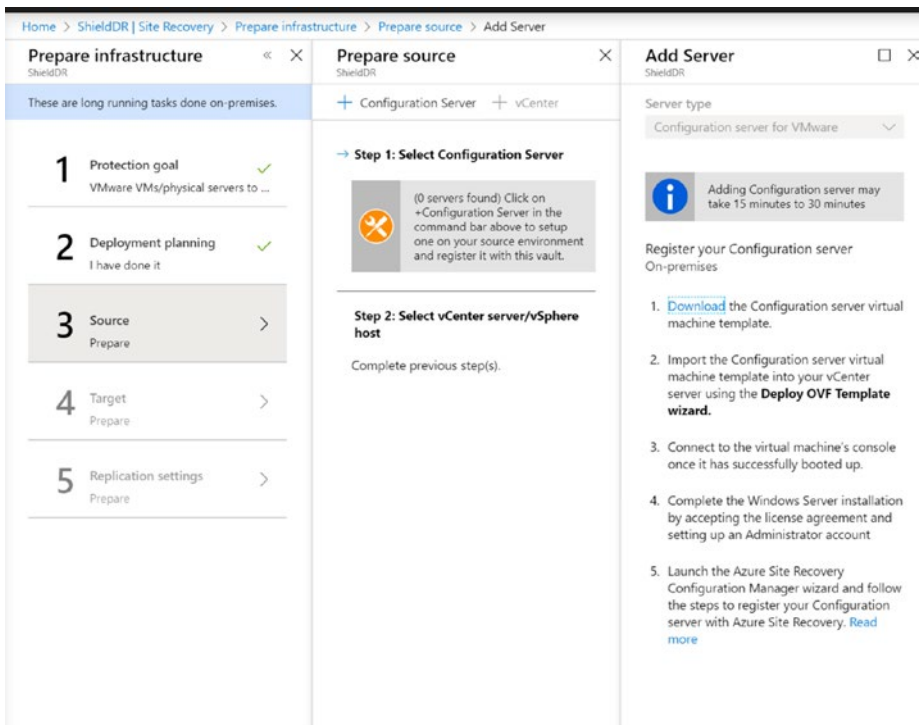 Home > ShieldDR | Site Recovery > Prepare infrastructure > Prepare source > Add Server
Prepare infrastructure
ShieldDR
These are long running tasks done on-premises.
1
Protection goal
VMware VMs/physical servers to ...
2
Deployment planning
I have done it
3
Source
Prepare
4
Target
Prepare
5
Replication settings
Prepare
Prepare source
ShieldDR
+ Configuration Server + vCenter
→ Step 1: Select Configuration Server
(0 servers found) Click on
+Configuration Server in the
command bar above to setup
one on your source environment
and register it with this vault.
Step 2: Select vCenter server/vSphere
host
Complete previous step(s).
Add Server
ShieldDR
Server type
Configuration server for VMware
Adding Configuration server may
take 15 minutes to 30 minutes
Register your Configuration server
On-premises
1. Download the Configuration server virtual
machine template.
2. Import the Configuration server virtual
machine template into your vCenter
server using the Deploy OVF Template
wizard.
3. Connect to the virtual machine's console
once it has successfully booted up.
4. Complete the Windows Server installation
by accepting the license agreement and
setting up an Administrator account
5. Launch the Azure Site Recovery
Configuration Manager wizard and follow
the steps to register your Configuration
server with Azure Site Recovery. Read
more